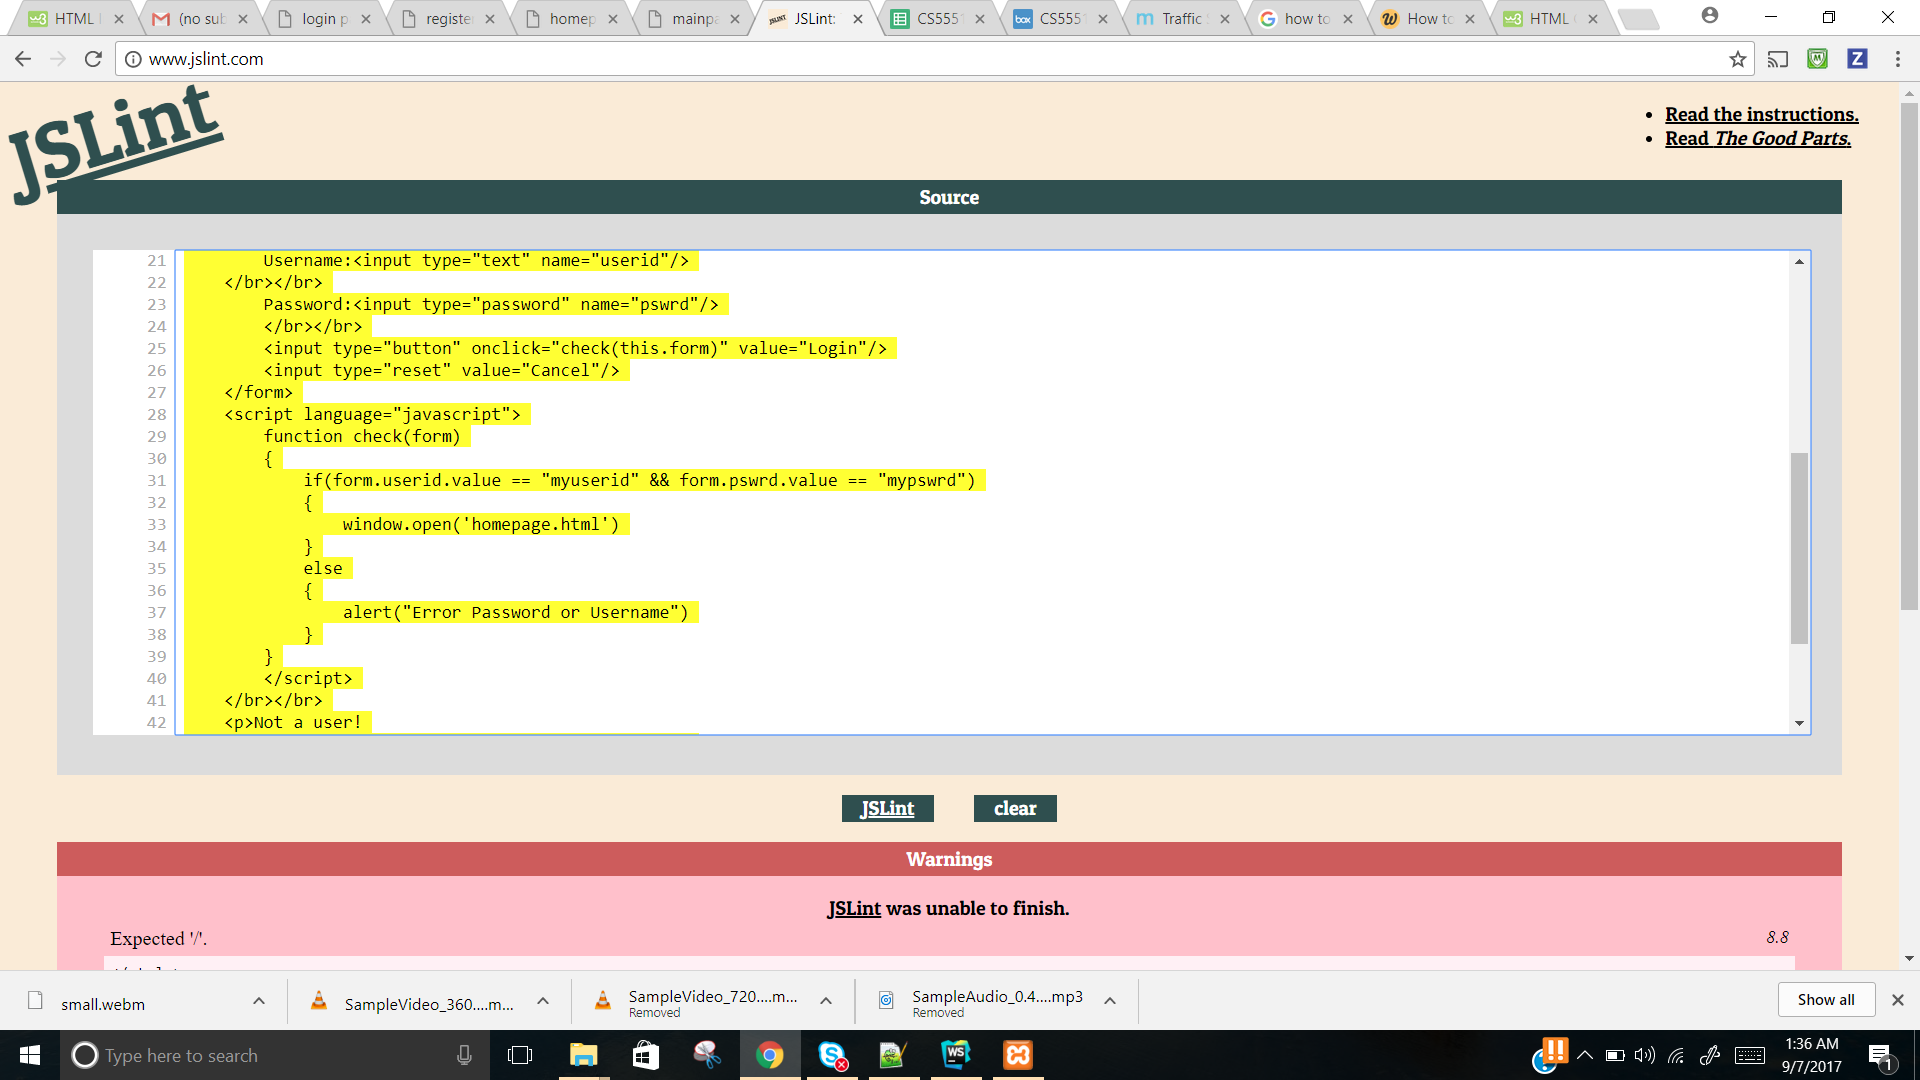 HTML
(no sub
login p
registe
homep
mainpa
JSLINT
JSLint:
CS555
box
CS555
Traffic
how to
How to
HTML
www.jslint.com
JSLint
Read the instructions.
Read The Good Parts.
Source
21 Username:<input type="text" name="userid"/>
22 </br></br>
23 Password:<input type="password" name="pswrd"/>
24 </br></br>
25 <input type="button" onclick="check(this.form)" value="Login"/>
26 <input type="reset" value="Cancel"/>
27 </form>
28 <script language="javascript">
29 function check(form)
30 {
31 if(form.userid.value == "myuserid" && form.pswrd.value == "mypswrd")
32 {
33 window.open('homepage.html')
34 }
35 else
36 {
37 alert("Error Password or Username")
38 }
39 }
40 </script>
41 </br></br>
42 <p>Not a user!
JSLint
clear
Warnings
JSLint was unable to finish.
Expected '/'. 8.8
small.webm
SampleVideo_360....m...
SampleVideo_720....m...
Removed
SampleAudio_0.4....mp3
Removed
Show all
Type here to search
WS
1:36 AM
9/7/2017
1